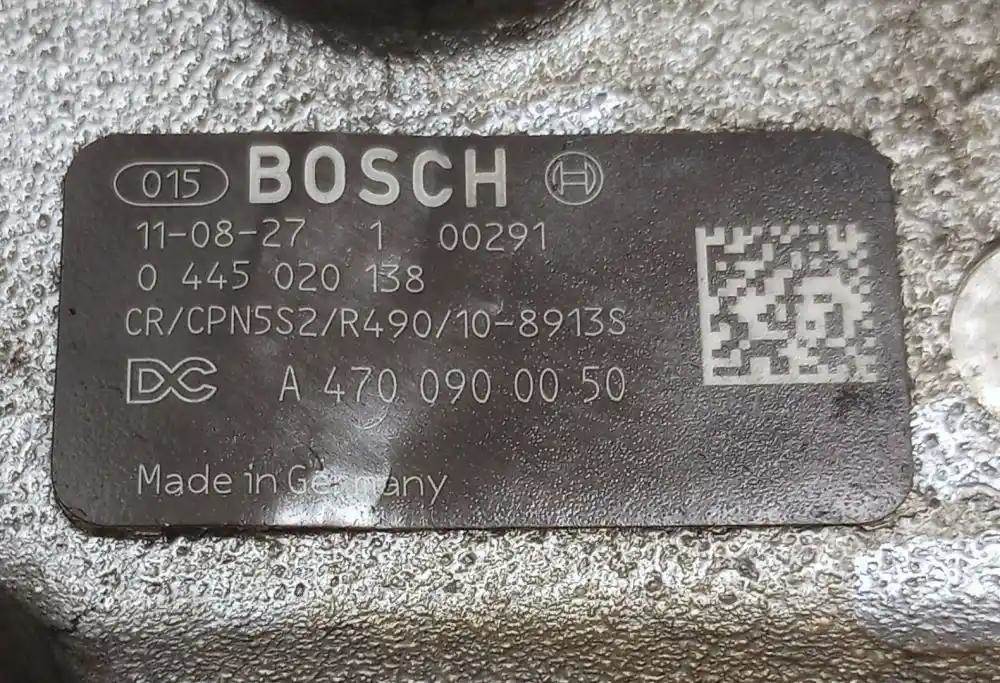 015 BOSCH
11-08-27 1 00291
0 445 020 138
CR/CPN5S2/R490/10-8913S
DC A 470 090 00 50
Made in Germany